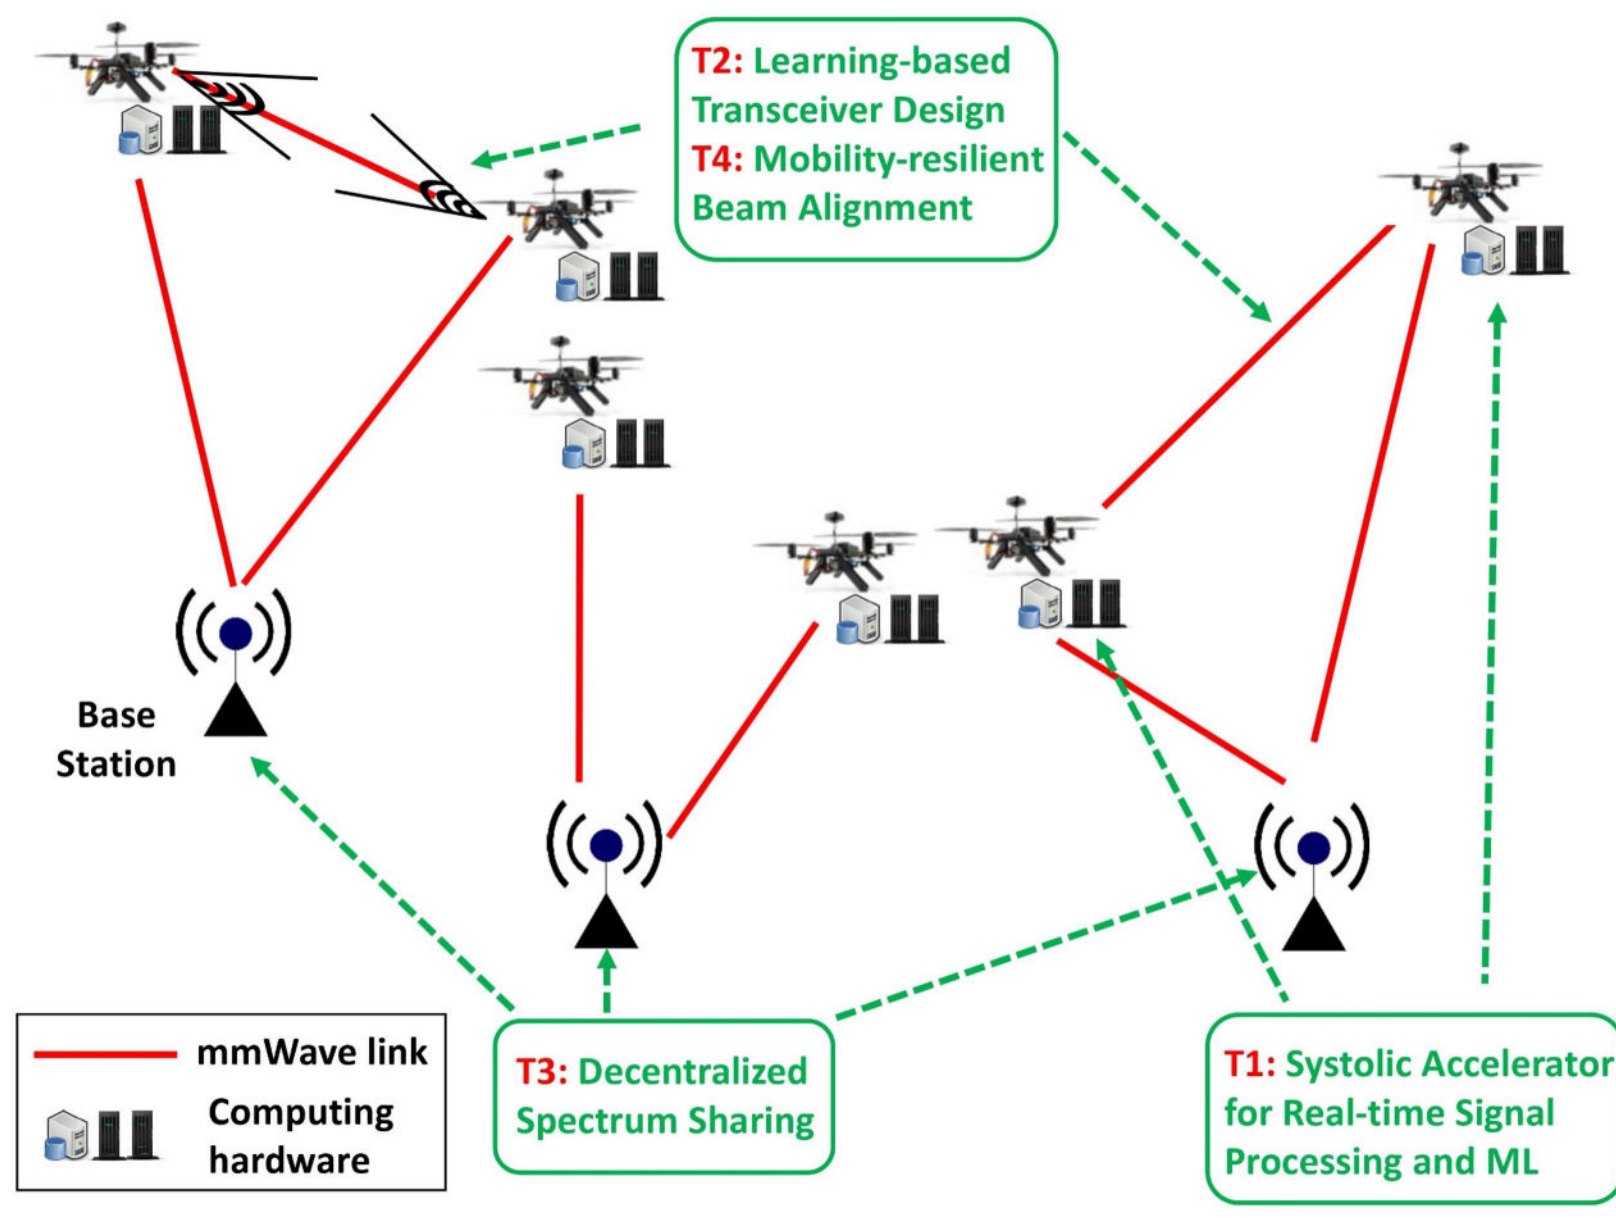 T2: Learning-based
Transceiver Design
T4: Mobility-resilient
Beam Alignment
Base
Station
mmWave link
Computing
hardware
T3: Decentralized
Spectrum Sharing
T1: Systolic Accelerator
for Real-time Signal
Processing and ML